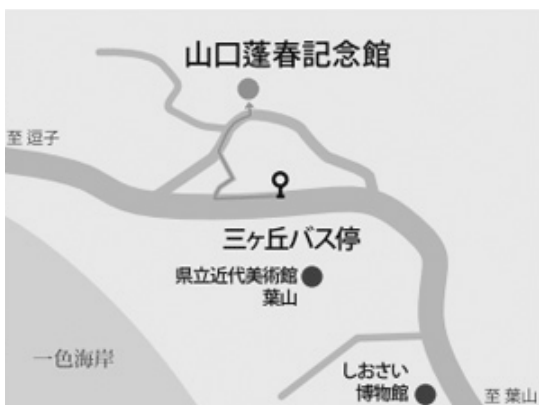 山口蓬春記念館
至 逗子
三ヶ丘バス停
県立近代美術館
葉山
一色海岸
しおさい
博物館
至 葉山